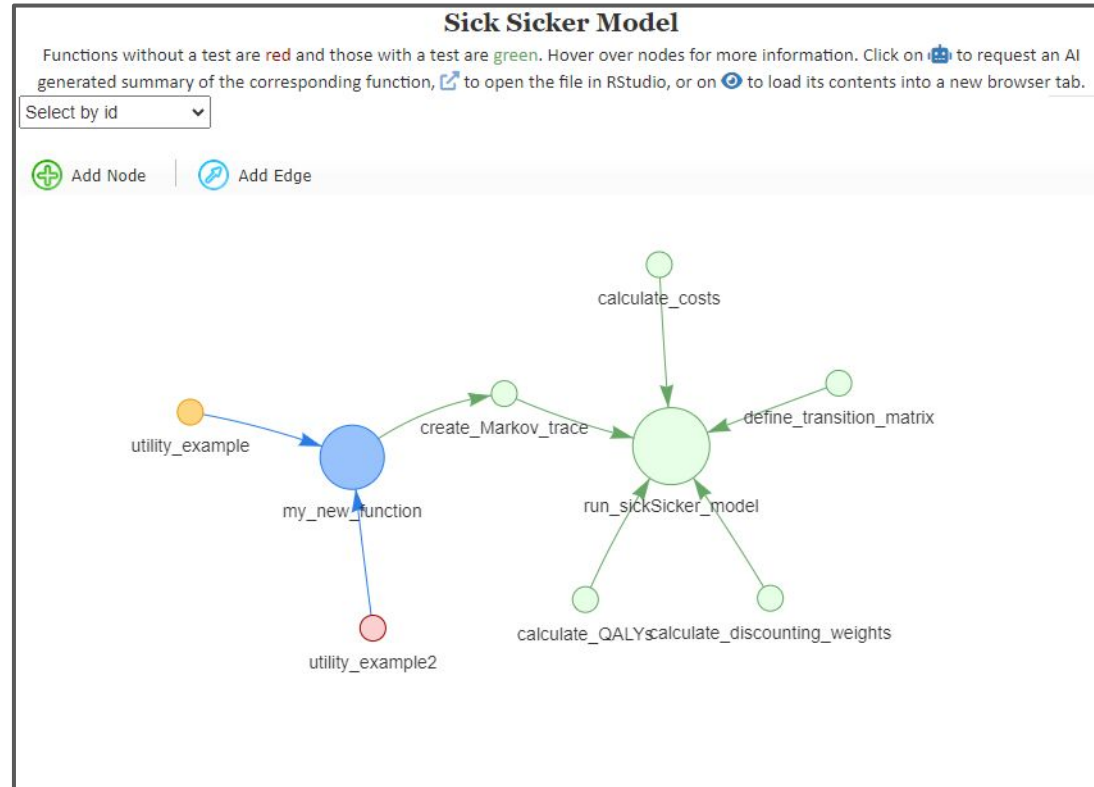 Sick Sicker Model
Functions without a test are red and those with a test are green. Hover over nodes for more information. Click on to request an AI
generated summary of the corresponding function, to open the file in RStudio, or on to load its contents into a new browser tab.
Select by id
Add Node Add Edge
calculate_costs
define_transition_matrix
create_Markov_trace
utility_example
my_new_function
run_sickSicker_model
calculate_QALYs
calculate_discounting_weights
utility_example2